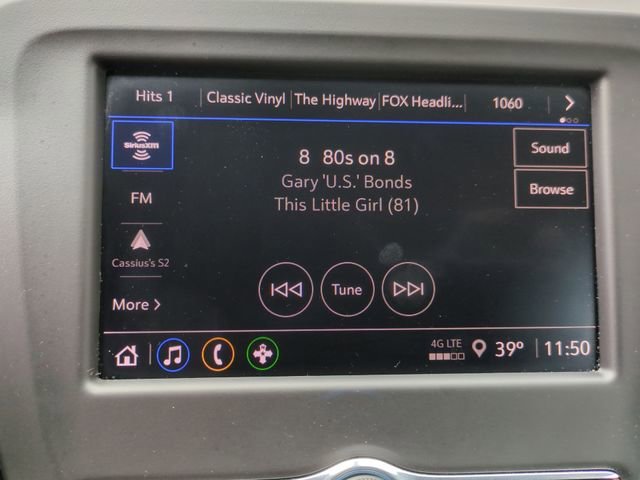 Hits 1 Classic Vinyl The Highway FOX Headli... 1060
SiriusXM
8 80s on 8
Sound
Gary 'U.S.' Bonds
Browse
FM
This Little Girl (81)
Cassius's S2
Tune
More
4G LTE 39° 11:50